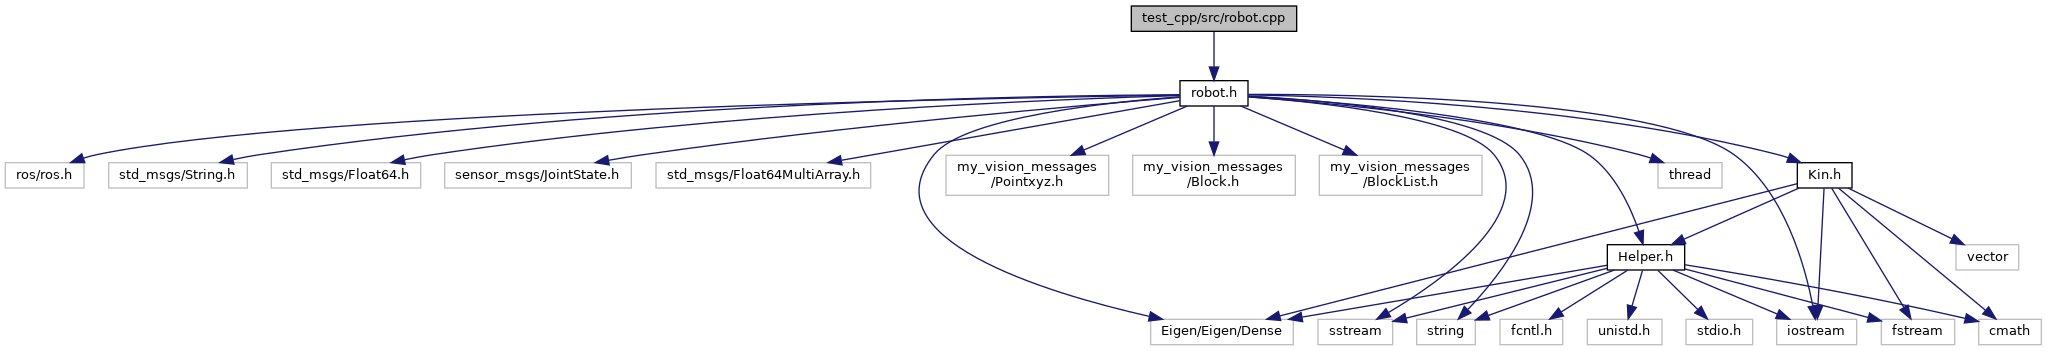 test_cpp/src/robot.cpp
robot.h
ros/ros.h
std_msgs/String.h
std_msgs/Float64.h
sensor_msgs/JointState.h
std_msgs/Float64MultiArray.h
my_vision_messages
/Pointxyz.h
my_vision_messages
/Block.h
my_vision_messages
/BlockList.h
thread
Kin.h
Helper.h
vector
Eigen/Eigen/Dense
sstream
string
fcntl.h
unistd.h
stdio.h
iostream
fstream
cmath